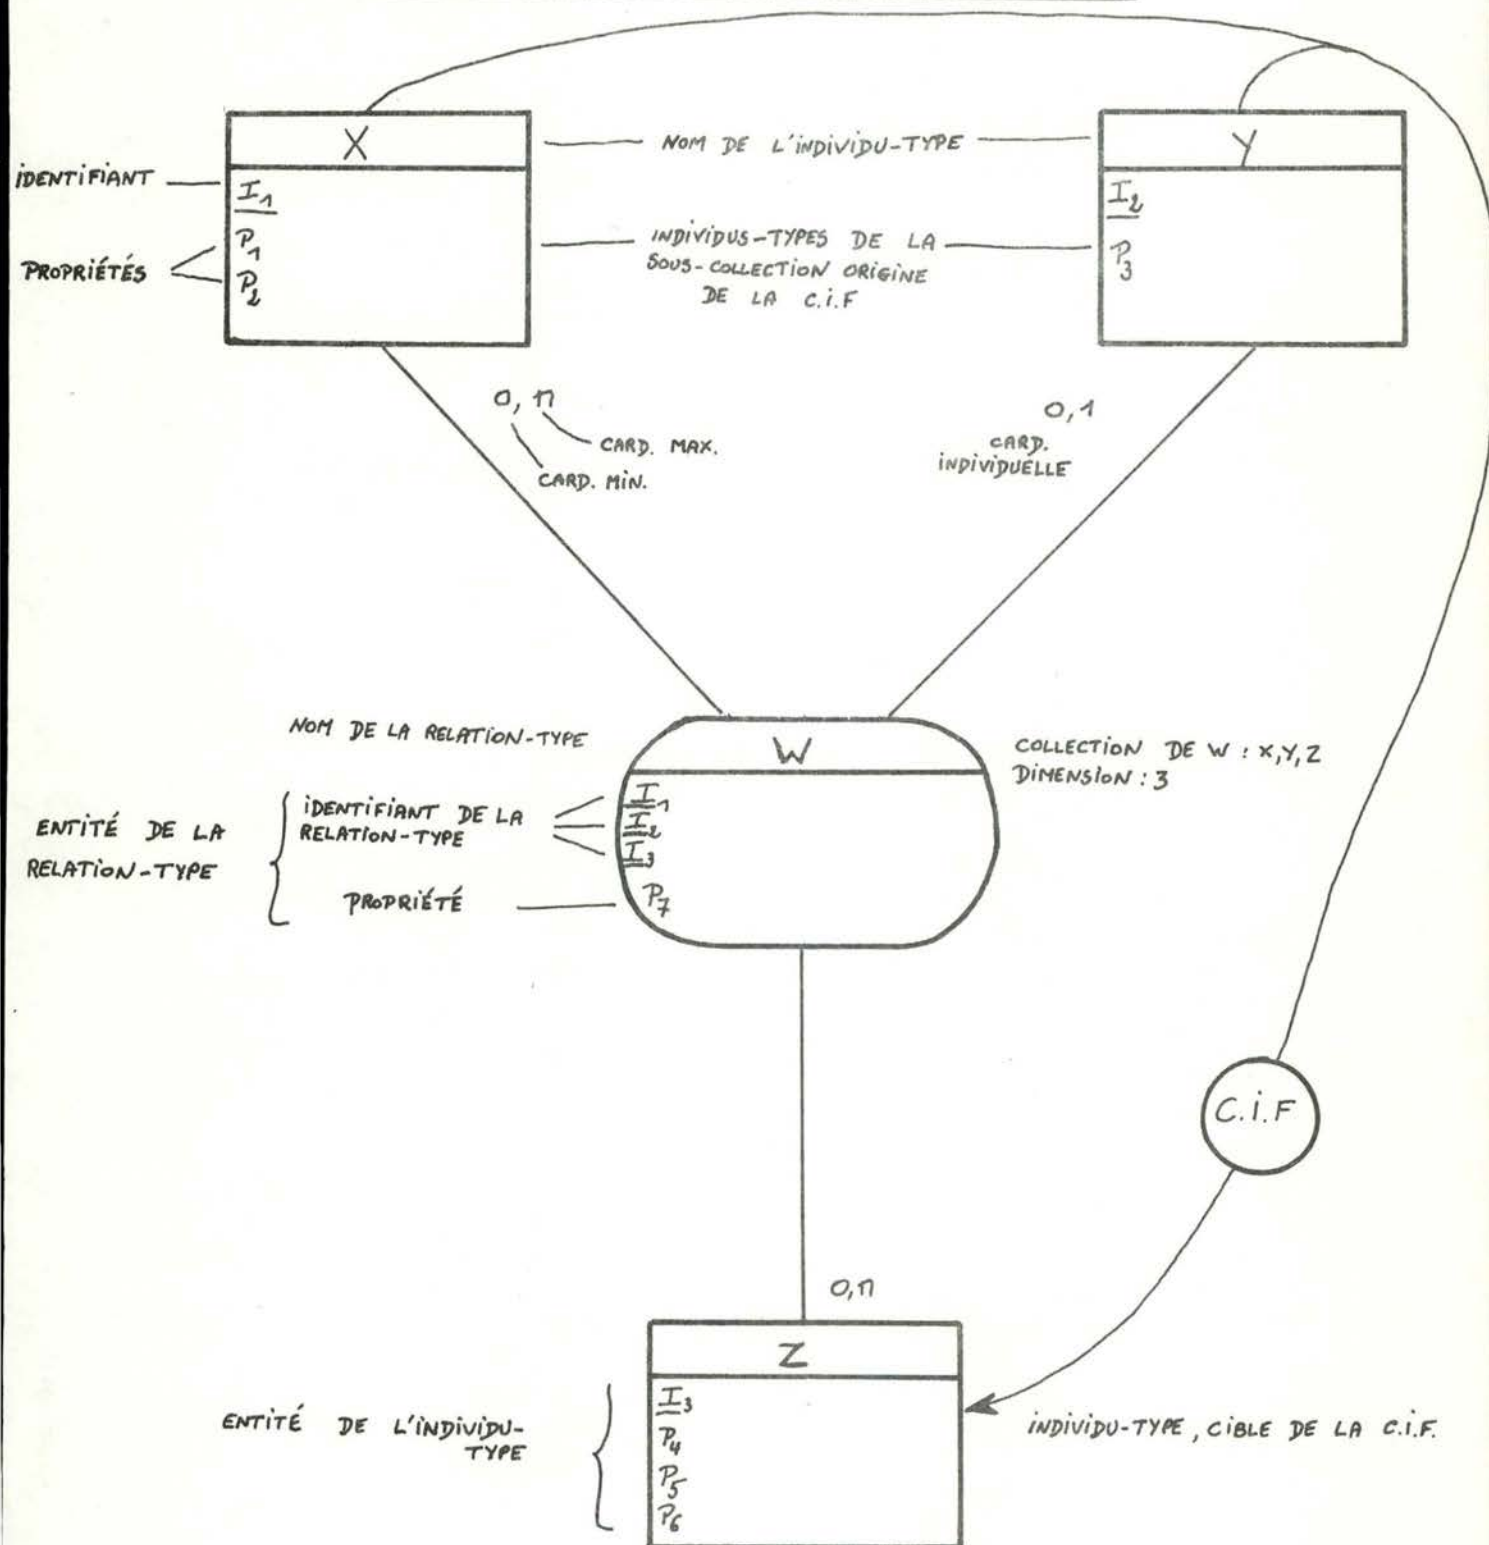 X
NOM DE L'INDIVIDU-TYPE
Y
IDENTIFIANT
I1
I2
PROPRIÉTÉS
P1
P2
INDIVIDUS-TYPES DE LA
SOUS-COLLECTION ORIGINE
DE LA C.I.F
P3
0, n
CARD. MAX.
CARD. MIN.
0,1
CARD.
INDIVIDUELLE
NOM DE LA RELATION-TYPE
W
COLLECTION DE W : X,Y,Z
DIMENSION : 3
ENTITÉ DE LA
RELATION-TYPE
IDENTIFIANT DE LA
RELATION-TYPE
I1
I2
I3
PROPRIÉTÉ
P7
C.I.F
0,n
Z
ENTITÉ DE L'INDIVIDU-
TYPE
I3
P4
P5
P6
INDIVIDU-TYPE, CIBLE DE LA C.I.F.